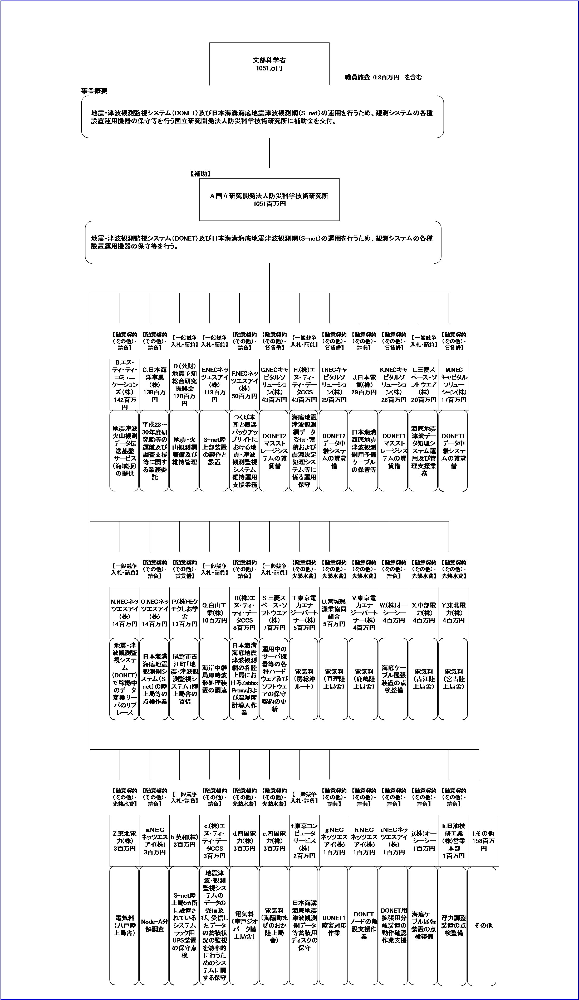 文部科学省
1051万円
職員旅費 0.8百万円　を含む
事業概要
地震・津波観測監視システム（DONET）及び日本海溝海底地震津波観測網（S-net）の運用を行うため、観測システムの各種
設置運用機器の保守等を行う国立研究開発法人防災科学技術研究所に補助金を交付。
【補助】
A.国立研究開発法人防災科学技術研究所
1051百万円
地震・津波観測監視システム（DONET）及び日本海溝海底地震津波観測網（S-net）の運用を行うため、観測システムの各種
設置運用機器の保守等を行う。
【随意契約
（その他）-
請負】
【随意契約
（その他）-
請負】
【一般競争
入札-請負】
【一般競争
入札-請負】
【随意契約
（その他）-
請負】
【随意契約
（その他）-
賃貸借】
【一般競争
入札-請負】
【随意契約
（その他）-
賃貸借】
【随意契約
（その他）-
請負】
【随意契約
（その他）-
賃貸借】
【一般競争
入札-請負】
【随意契約
（その他）-
賃貸借】
B.エヌ・
ティ・ティ・
コミュニ
ケーション
ズ（株）
142百万
円
C.日本海
洋事業
（株）
138百万
円
D.(公財)
地震予知
総合研究
振興会
120百万
円
E.NECネッ
ツエスアイ
（株）
119百万
円
F.NECネッ
ツエスアイ
（株）
50百万円
G.NECキャ
ピタルソ
リューショ
ン(株)
43百万円
H.(株)エ
ヌ・ティ・
ティ・デー
タCCS
43百万円
I.NECキャ
ピタルソ
リューショ
ン(株)
29百万円
J.日本電
気(株)
29百万円
K.NECキャ
ピタルソ
リューショ
ン(株)
26百万円
L.三菱ス
ペース・ソ
フトウエア
（株）
20百万円
M.NEC
キャピタル
ソリュー
ション(株)
17百万円
地震津波
火山観測
データ伝
送基盤
サービス
（海域版）
の提供
平成28～
30年度研
究船等の
運航及び
調査支援
等に関す
る業務委
託
地震・火
山観測網
整備及び
維持管理
S-net陸
上部装置
の製作と
設置
つくば本
所と横浜
バックアッ
プサイトに
おける地
震・津波
観測監視
システム
維持運用
支援業務
DONET2
マススト
レージシス
テムの賃
貸借
海底地震
津波観測
網データ
受信・蓄
積および
震源決定
処理シス
テム等に
係る運用
保守
DONET2
データ中
継システ
ムの賃貸
借
日本海溝
海底地震
津波観測
網用予備
ケーブル
の保管等
DONET1
マススト
レージシス
テムの賃
貸借
海底地震
津波デー
タ処理シ
ステム運
用及び管
理支援業
務
DONET1
データ中
継システ
ムの賃貸
借
【一般競争
入札-請負】
【随意契約
（その他）-
請負】
【随意契約
（その他）-
賃貸借】
【一般競争
入札-請負】
【随意契約
（その他）-
請負】
【一般競争
入札-請負】
【随意契約
（その他）-
光熱水費】
【随意契約
（その他）-
光熱水費】
【随意契約
（その他）-
光熱水費】
【随意契約
（その他）-
請負】
【随意契約
（その他）-
光熱水費】
【随意契約
（その他）-
光熱水費】
N.NECネッ
ツエスアイ
（株）
14百万円
O.NECネッ
ツエスアイ
（株）
14百万円
P.(株)モク
モクしお学
舎
13百万円
Q.白山工
業(株)
10百万円
R(株)エ
ヌ・ティ・
ティ・デー
タCCS
8百万円
S.三菱ス
ペース・ソ
フトウエア
（株）
7百万円
T.東京電
力エナ
ジーパート
ナー(株)
5百万円
U.宮城県
漁業協同
組合
5百万円
V.東京電
力エナ
ジーパート
ナー(株)
4百万円
W.(株)オー
シーシー
4百万円
X.中部電
力(株)
4百万円
Y.東北電
力(株)
4百万円
地震・津
波観測監
視システ
ム
（DONET）
で稼働中
のデータ
変換サー
バのリプ
レース
日本海溝
海底地震
観測網シ
ステム（S-
net）の陸
上局等の
点検作業
尾鷲市古
江町「地
震・津波観
測監視シ
ステム」陸
上局舎の
賃借
海岸中継
局即時波
形処理装
置の調達
日本海溝
海底地震
津波観測
網の各陸
上局にお
けるZabbix
Proxyおよ
び温湿度
計導入作
業
運用中の
サーバ機
器等の各
種ハード
ウェア及び
ソフトウェ
アの保守
契約の更
新
電気料
（房総沖
ルート）
電気料
（亘理陸
上局舎）
電気料
（鹿嶋陸
上局舎）
海底ケー
ブル展張
装置の点
検整備
電気料
（古江陸
上局舎）
電気料
（宮古陸
上局舎）
【随意契約
（その他）-
光熱水費】
【随意契約
（その他）-
請負】
【一般競争
入札-請負】
【随意契約
（その他）-
請負】
【随意契約
（その他）-
光熱水費】
【随意契約
（その他）-
光熱水費】
【一般競争
入札-請負】
【随意契約
（その他）-
請負】
【随意契約
（その他）-
請負】
【随意契約
（その他）-
請負】
【随意契約
（その他）-
請負】
【随意契約
（その他）-
請負】
Z.東北電
力(株)
3百万円
a.NEC
ネッツエス
アイ(株)
3百万円
b.英和(株)
3百万円
c.(株)エ
ヌ・ティ・
ティ・デー
タCCS
3百万円
d.四国電
力(株)
3百万円
e.四国電
力(株)
3百万円
f.東京コン
ピュータ
サービス
（株）
2百万円
g.NEC
ネッツエス
アイ(株)
1百万円
h.NEC
ネッツエス
アイ(株)
1百万円
i.NECネッ
ツエスアイ
（株）
1百万円
j.(株)オー
シーシー
1百万円
k.日油技
研工業
(株)営業
本部
1百万円
l.その他
158百万
円
電気料
（八戸陸
上局舎）
Node-A分
解調査
S-net陸
上局5ヵ所
に設置さ
れている
システム
ラック用
UPS装置
の保守点
検
地震津
波・観測
監視シス
テムの
データの
受信及
び、受信し
たデータ
の蓄積状
況の監視
を効率的
に行うた
めのシス
テムに関
する保守
電気料
（室戸ジオ
パーク陸
上局舎）
電気料
（海陽町ま
ぜのおか
陸上局
舎）
日本海溝
海底地震
津波観測
網データ
等蓄積用
ディスクの
保守
DONET1
障害対応
作業
DONET
ノードの敷
設支援作
業
DONET用
拡張用分
岐装置の
動作確認
作業支援
海底ケー
ブル展張
装置の点
検整備
浮力調整
装置の点
検整備
その他